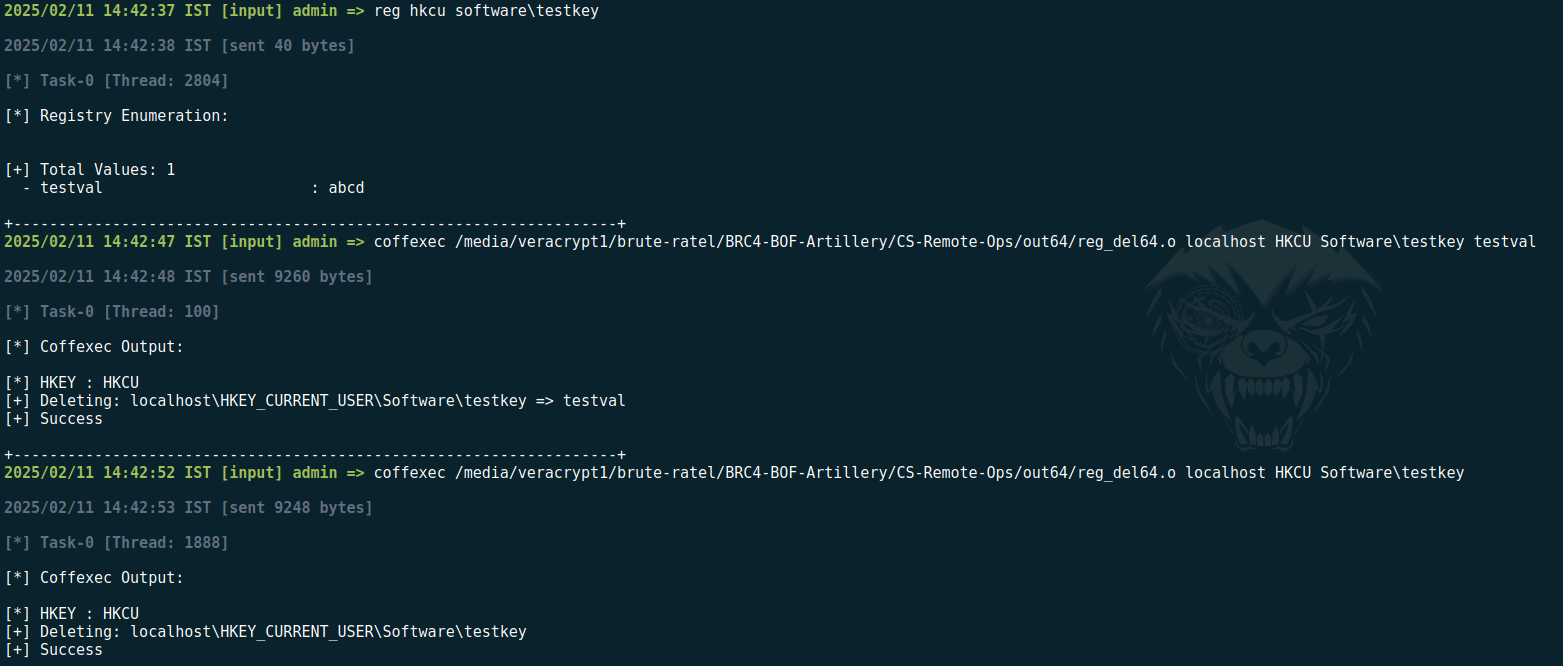 2025/02/11 14:42:37 IST [input] admin => reg hkcu software\testkey
2025/02/11 14:42:38 IST [sent 40 bytes]
[*] Task-0 [Thread: 2804]
[*] Registry Enumeration:
[+] Total Values: 1
  - testval                       : abcd
+-------------------------------------------------------------------+
2025/02/11 14:42:47 IST [input] admin => coffexec /media/veracrypt1/brute-ratel/BRC4-BOF-Artillery/CS-Remote-Ops/out64/reg_del64.o localhost HKCU Software\testkey testval
2025/02/11 14:42:48 IST [sent 9260 bytes]
[*] Task-0 [Thread: 100]
[*] Coffexec Output:
[*] HKEY : HKCU
[+] Deleting: localhost\HKEY_CURRENT_USER\Software\testkey => testval
[+] Success
+-------------------------------------------------------------------+
2025/02/11 14:42:52 IST [input] admin => coffexec /media/veracrypt1/brute-ratel/BRC4-BOF-Artillery/CS-Remote-Ops/out64/reg_del64.o localhost HKCU Software\testkey
2025/02/11 14:42:53 IST [sent 9248 bytes]
[*] Task-0 [Thread: 1888]
[*] Coffexec Output:
[*] HKEY : HKCU
[+] Deleting: localhost\HKEY_CURRENT_USER\Software\testkey
[+] Success